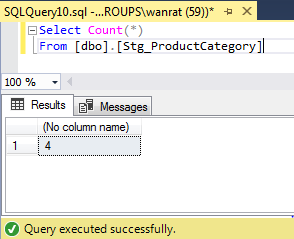 SQLQuery10.sql -...ROUPS\wanrat (59))*
Select Count(*)
From [dbo].[Stg_ProductCategory]
100 %
Results Messages
(No column name)
1 4
Query executed successfully.